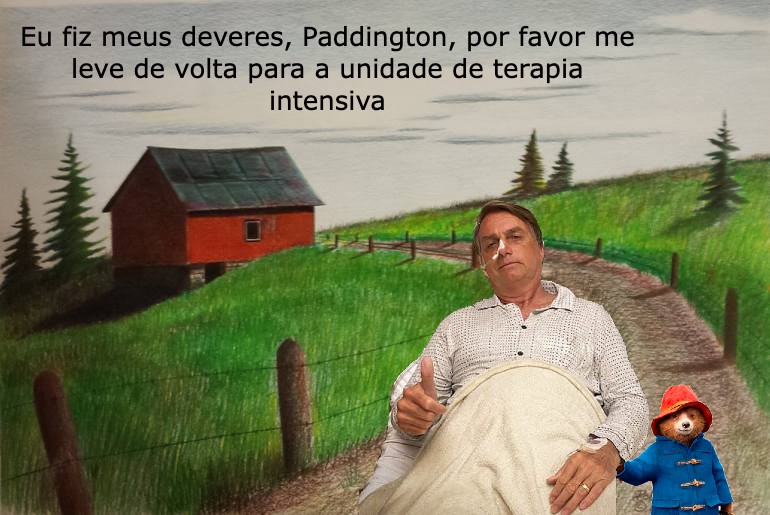 Eu fiz meus deveres, Paddington, por favor me
leve de volta para a unidade de terapia
intensiva